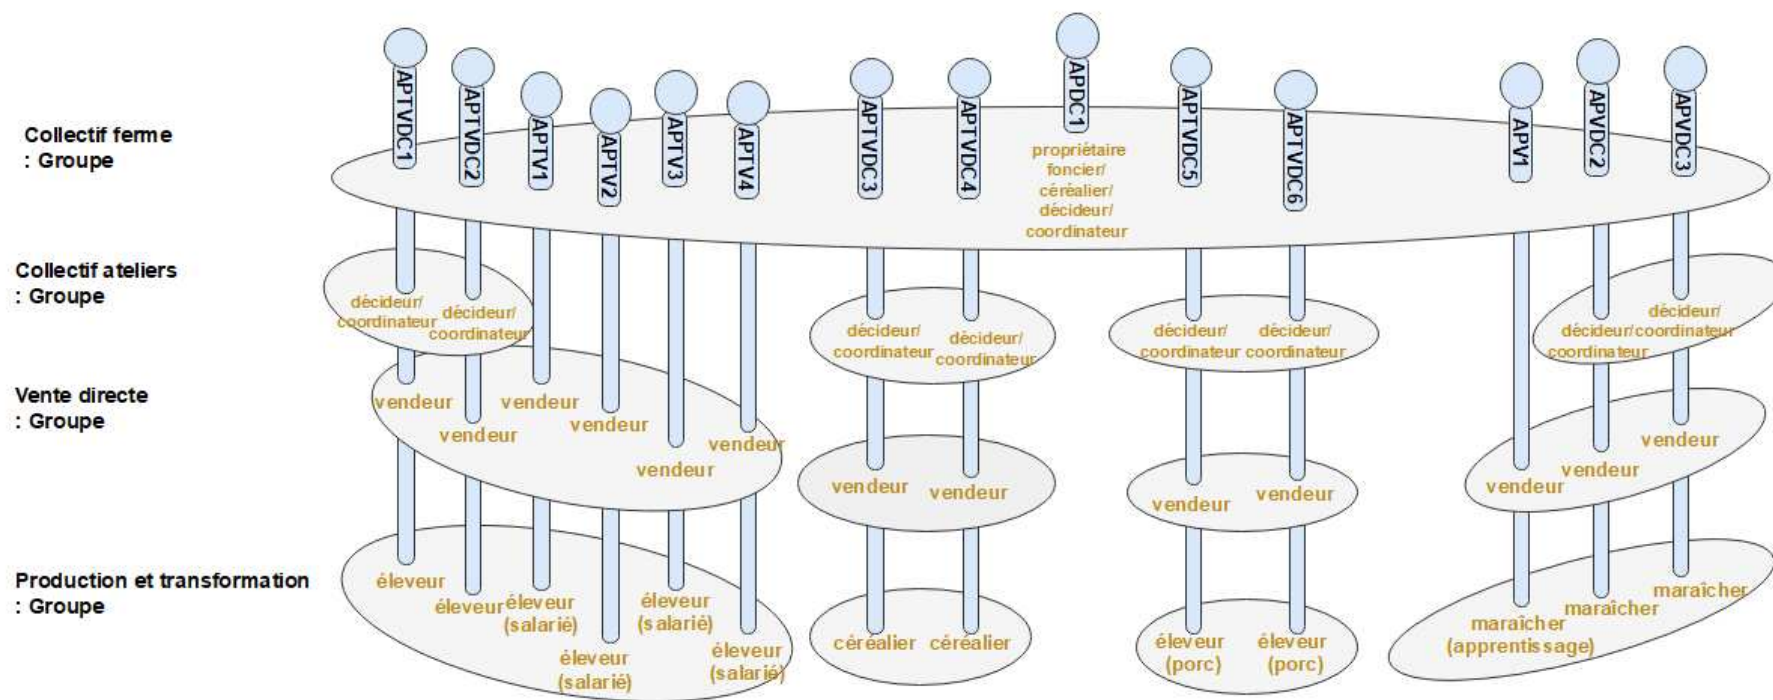 APTVDC1
APTVDC2
APTV1
APTV2
APTV3
APTV4
APTVDC3
APTVDC4
APDC1
APTVDC5
APTVDC6
APV1
APVDC2
APVDC3
Collectif ferme
: Groupe
propriétaire
foncier/
céréalier/
décideur/
coordinateur
Collectif ateliers
: Groupe
décideur/
coordinateur
décideur/
coordinateur
décideur/
coordinateur
décideur/
coordinateur
décideur/
coordinateur
décideur/
coordinateur
décideur/
coordinateur
décideur/
coordinateur
Vente directe
: Groupe
vendeur
vendeur
vendeur
vendeur
vendeur
vendeur
vendeur
vendeur
vendeur
vendeur
vendeur
vendeur
vendeur
Production et transformation
: Groupe
éleveur
éleveur
éleveur
(salarié)
éleveur
(salarié)
éleveur
(salarié)
éleveur
(salarié)
céréalier
céréalier
éleveur
(porc)
éleveur
(porc)
maraîcher
(apprentissage)
maraîcher
maraîcher